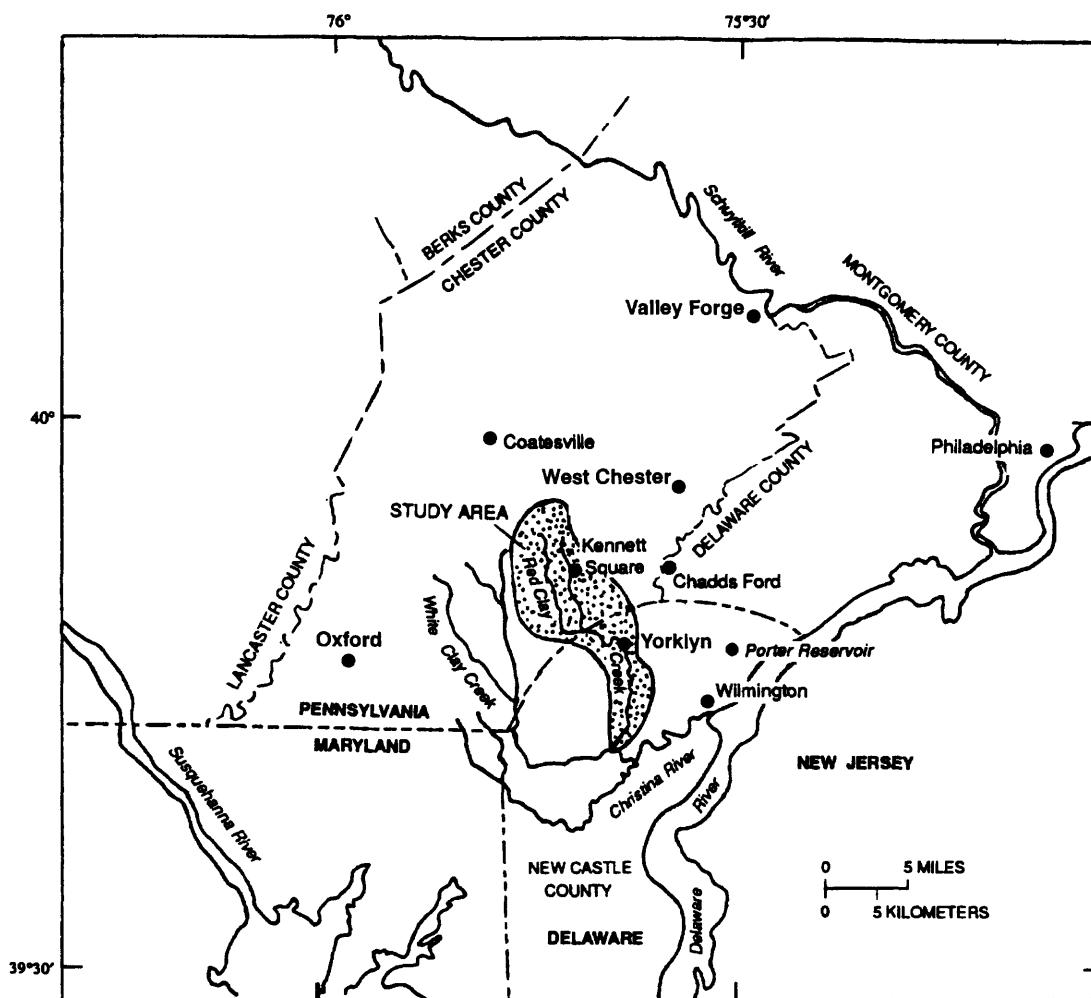 76°
75°30'
BERKS COUNTY
CHESTER COUNTY
Schuylkill River
MONTGOMERY COUNTY
Valley Forge
40°
Coatesville
Philadelphia
West Chester
DELAWARE COUNTY
STUDY AREA
Kennett
Square
Red Clay
Creek
Chadds Ford
LANCASTER COUNTY
White
Clay Creek
Oxford
Yorklyn
Porter Reservoir
Wilmington
PENNSYLVANIA
MARYLAND
Susquehanna River
Christina River
NEW JERSEY
Delaware River
NEW CASTLE
COUNTY
DELAWARE
0 5 MILES
0 5 KILOMETERS
39°30'